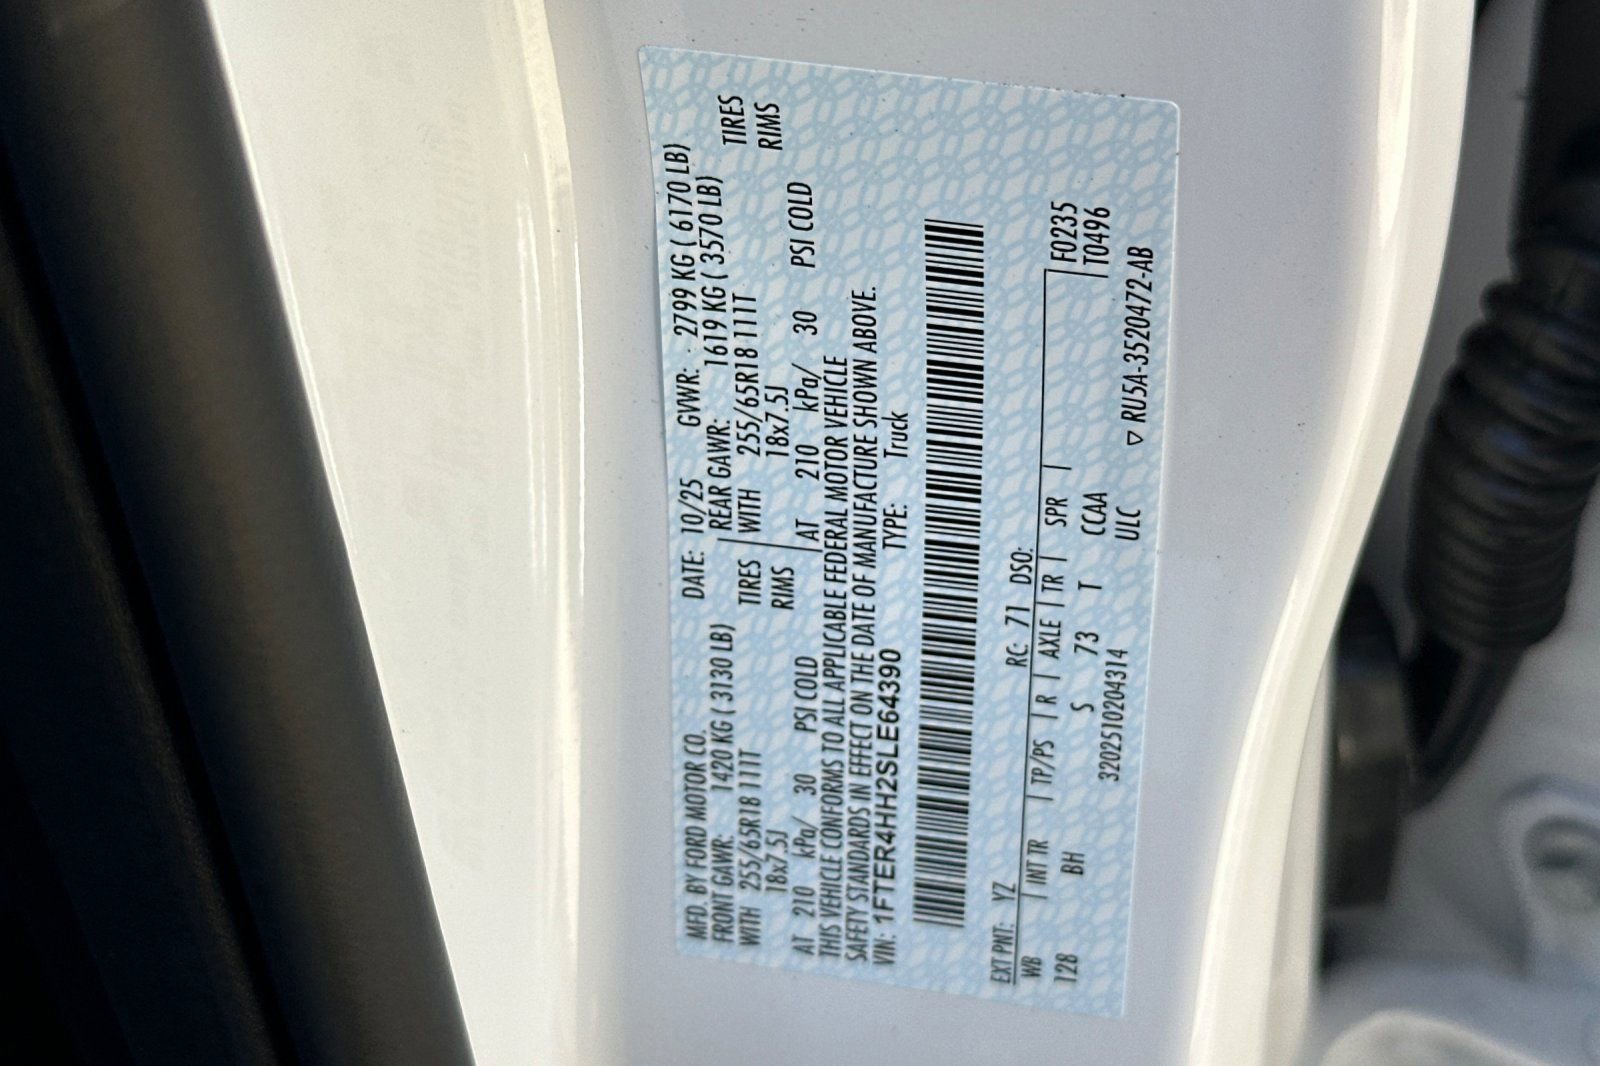 MFD. BY FORD MOTOR CO. DATE: 10/25 GVWR: 2799 KG ( 6170 LB)
FRONT GAWR: 1420 KG ( 3130 LB) REAR GAWR: 1619 KG ( 3570 LB)
WITH 255/65R18 111T TIRES WITH 255/65R18 111T TIRES
18x7.5J RIMS 18x7.5J RIMS
AT 210 kPa/ 30 PSI COLD AT 210 kPa/ 30 PSI COLD
THIS VEHICLE CONFORMS TO ALL APPLICABLE FEDERAL MOTOR VEHICLE
SAFETY STANDARDS IN EFFECT ON THE DATE OF MANUFACTURE SHOWN ABOVE.
VIN: 1FTER4HH2SLE64390 TYPE: Truck
EXT PNT: YZ RC: 71 DSO:
WB INT TR TP/PS R AXLE TR SPR F0235
128 BH S 73 T CCAA T0496
3202510204314 ULC ▽ RU5A-3520472-AB